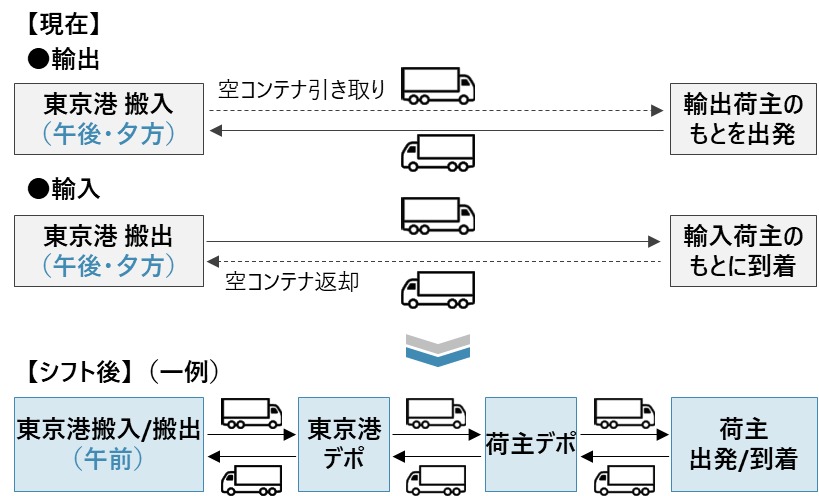 【現在】
●輸出
東京港 搬入
（午後・夕方）
空コンテナ引き取り
輸出荷主の
もとを出発
●輸入
東京港 搬出
（午後・夕方）
空コンテナ返却
輸入荷主の
もとに到着
【シフト後】（一例）
東京港搬入/搬出
（午前）
東京港
デポ
荷主デポ
荷主
出発/到着